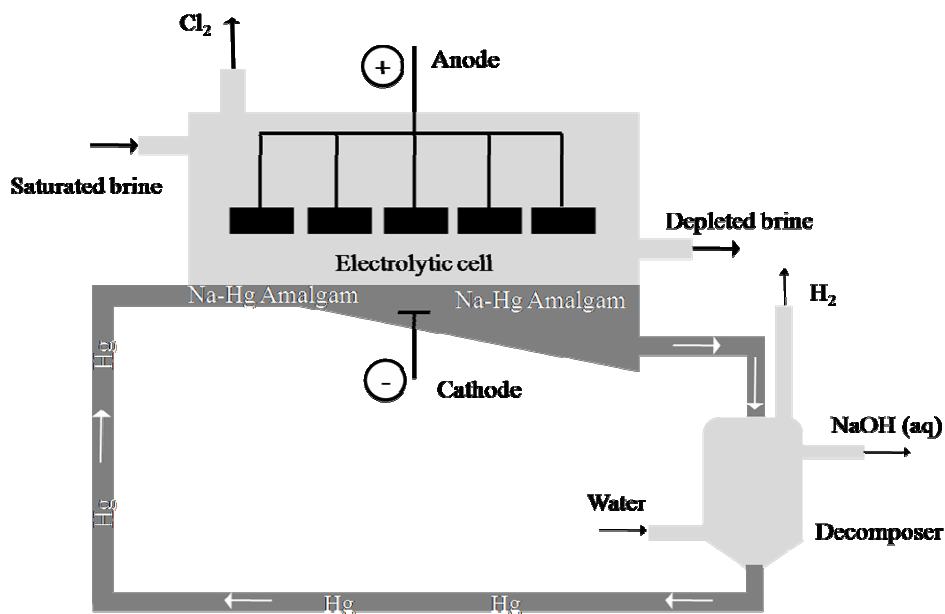 Cl₂
+
Anode
Saturated brine
Depleted brine
Electrolytic cell
Na-Hg Amalgam
Na-Hg Amalgam
H₂
Hg
-
Cathode
NaOH (aq)
Hg
Water
Decomposer
Hg
Hg